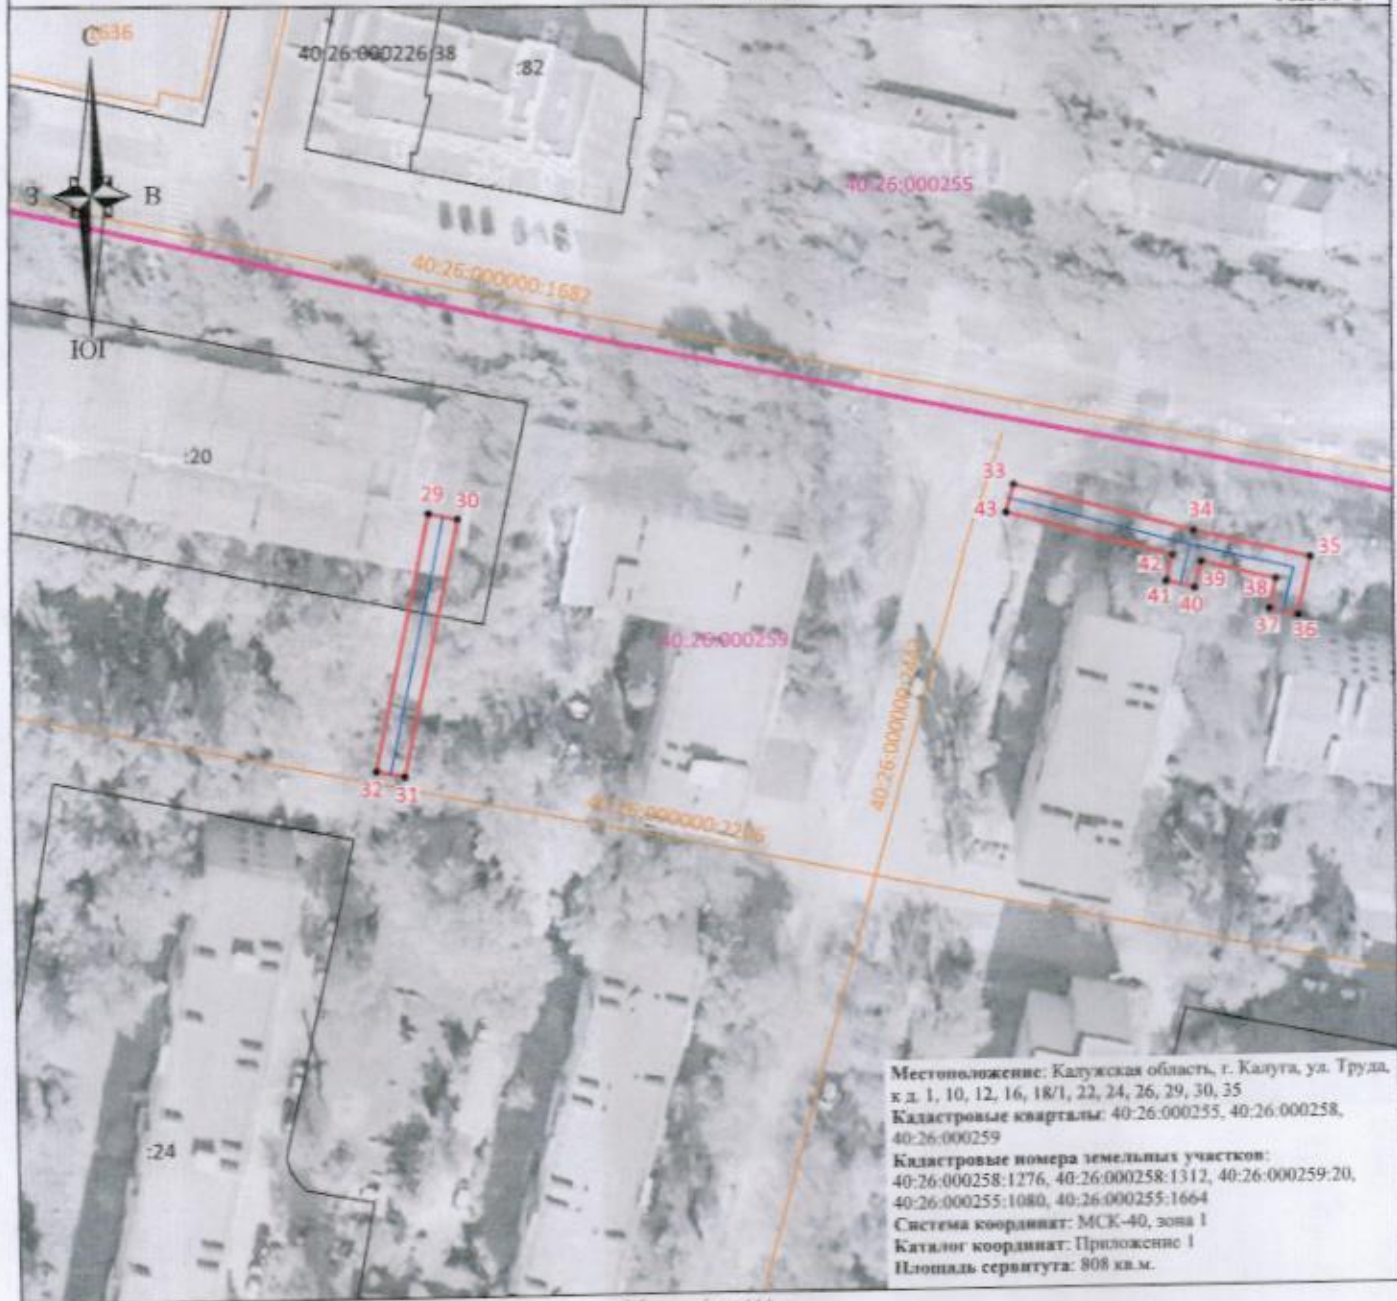 1636
С
З
В
Ю
40:26:000226:38
:82
40:26:000255
40:26:000000:1682
:20
29
30
33
34
43
35
42
39
38
41
40
37
36
40:26:000259
32
31
:24
Местоположение: Калужская область, г. Калуга, ул. Труда,
к д. 1, 10, 12, 16, 18/1, 22, 24, 26, 29, 30, 35
Кадастровые кварталы: 40:26:000255, 40:26:000258,
40:26:000259
Кадастровые номера земельных участков:
40:26:000258:1276, 40:26:000258:1312, 40:26:000259:20,
40:26:000255:1080, 40:26:000255:1664
Система координат: МСК-40, зона 1
Каталог координат: Приложение 1
Площадь сервитута: 808 кв.м.